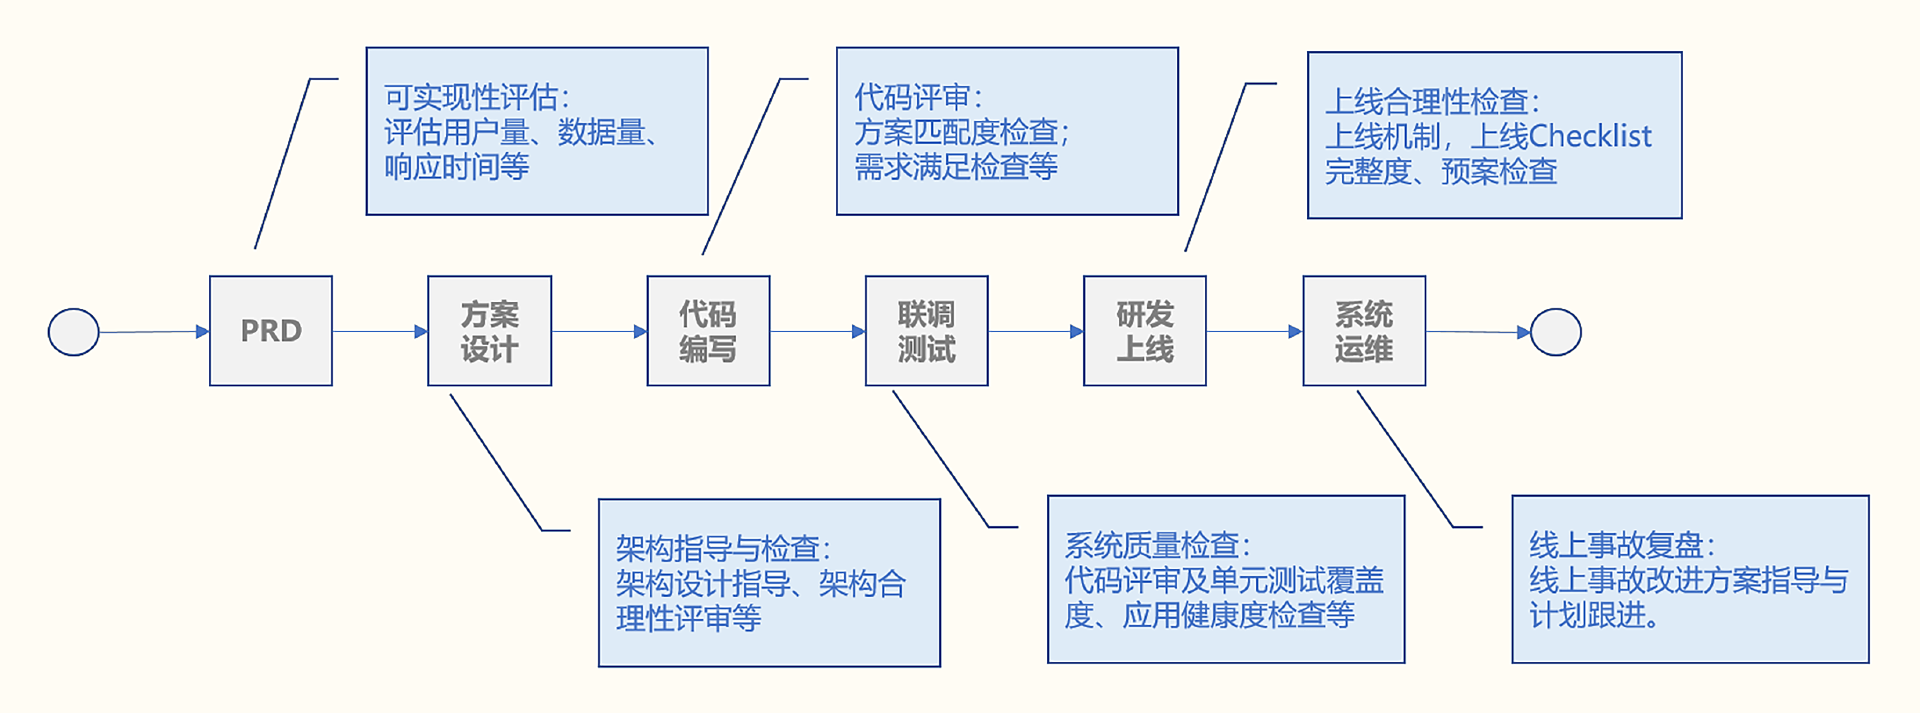 可实现性评估：
评估用户量、数据量、
响应时间等
代码评审：
方案匹配度检查；
需求满足检查等
上线合理性检查：
上线机制，上线Checklist
完整度、预案检查
PRD
方案
设计
代码
编写
联调
测试
研发
上线
系统
运维
架构指导与检查：
架构设计指导、架构合
理性评审等
系统质量检查：
代码评审及单元测试覆盖
度、应用健康度检查等
线上事故复盘：
线上事故改进方案指导与
计划跟进。